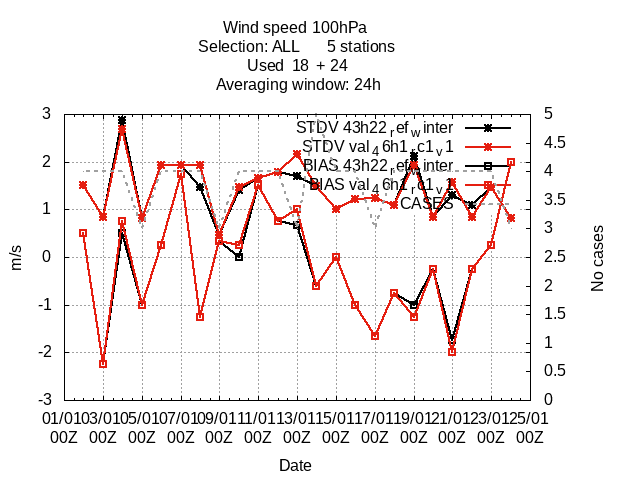 Wind speed 100hPa
Selection: ALL 5 stations
Used 18 + 24
Averaging window: 24h
STDV 43h22_ref_winter
STDV val_46h1_rc1_v1
BIAS 43h22_ref_winter
BIAS val_46h1_rc1_v1
CASES
3
2
1
0
-1
-2
-3
m/s
5
4.5
4
3.5
3
2.5
2
1.5
1
0.5
0
No cases
01/01 03/01 05/01 07/01 09/01 11/01 13/01 15/01 17/01 19/01 21/01 23/01 25/01
00Z 00Z 00Z 00Z 00Z 00Z 00Z 00Z 00Z 00Z 00Z 00Z 00Z
Date